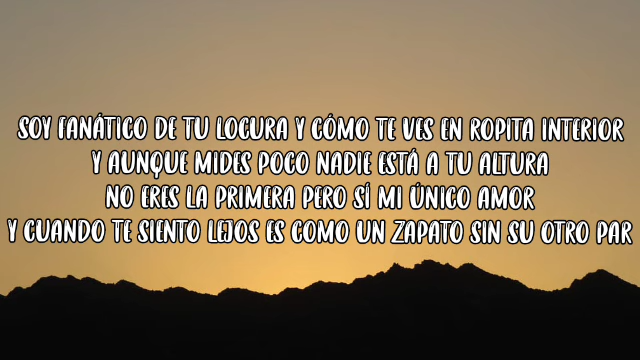 SOY FANÁTICO DE TU LOCURA Y CÓMO TE VES EN ROPITA INTERIOR
Y AUNQUE MIDES POCO NADIE ESTÁ A TU ALTURA
NO ERES LA PRIMERA PERO SÍ MI ÚNICO AMOR
Y CUANDO TE SIENTO LEJOS ES COMO UN ZAPATO SIN SU OTRO PAR